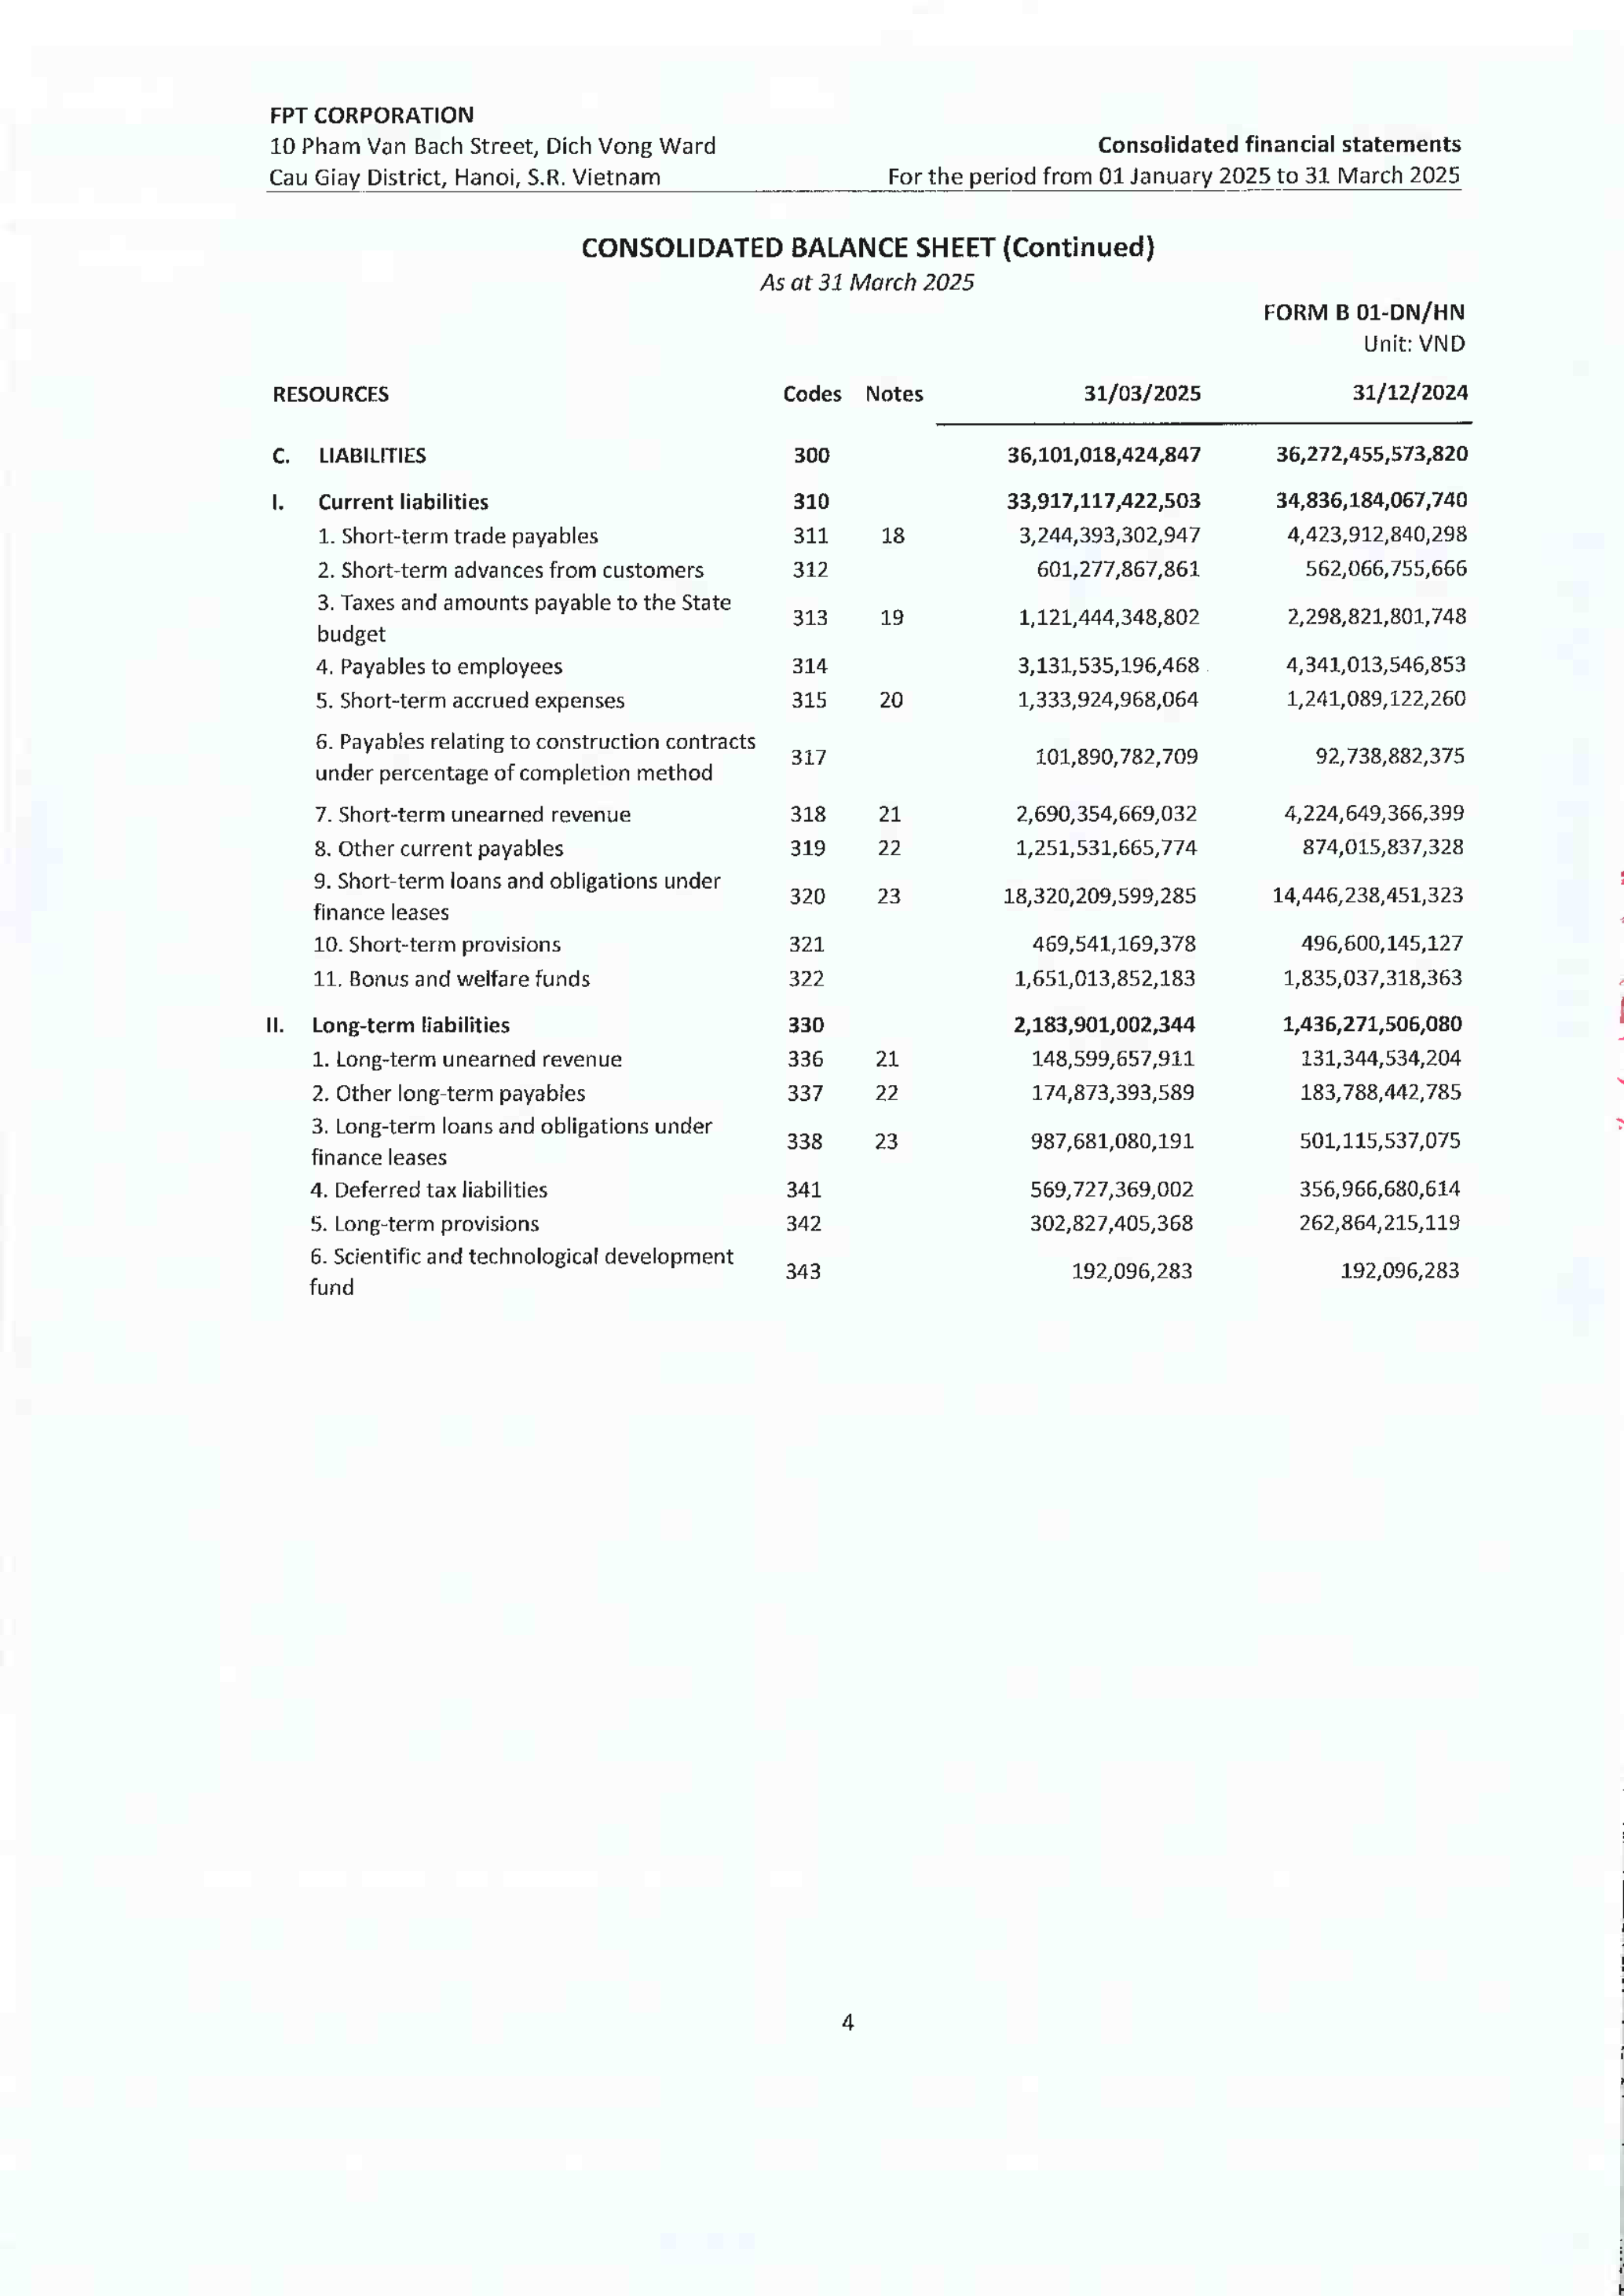 FPT CORPORATION
10 Pham Van Bach Street, Dich Vong Ward
Cau Giay District, Hanoi, S.R. Vietnam
Consolidated financial statements
For the period from 01 January 2025 to 31 March 2025
CONSOLIDATED BALANCE SHEET (Continued)
As at 31 March 2025
FORM B 01-DN/HN
Unit: VND
RESOURCES Codes Notes 31/03/2025 31/12/2024
C. LIABILITIES 300 36,101,018,424,847 36,272,455,573,820
I. Current liabilities 310 33,917,117,422,503 34,836,184,067,740
1. Short-term trade payables 311 18 3,244,393,302,947 4,423,912,840,298
2. Short-term advances from customers 312 601,277,867,861 562,066,755,666
3. Taxes and amounts payable to the State
budget 313 19 1,121,444,348,802 2,298,821,801,748
4. Payables to employees 314 3,131,535,196,468 4,341,013,546,853
5. Short-term accrued expenses 315 20 1,333,924,968,064 1,241,089,122,260
6. Payables relating to construction contracts
under percentage of completion method 317 101,890,782,709 92,738,882,375
7. Short-term unearned revenue 318 21 2,690,354,669,032 4,224,649,366,399
8. Other current payables 319 22 1,251,531,665,774 874,015,837,328
9. Short-term loans and obligations under
finance leases 320 23 18,320,209,599,285 14,446,238,451,323
10. Short-term provisions 321 469,541,169,378 496,600,145,127
11. Bonus and welfare funds 322 1,651,013,852,183 1,835,037,318,363
II. Long-term liabilities 330 2,183,901,002,344 1,436,271,506,080
1. Long-term unearned revenue 336 21 148,599,657,911 131,344,534,204
2. Other long-term payables 337 22 174,873,393,589 183,788,442,785
3. Long-term loans and obligations under
finance leases 338 23 987,681,080,191 501,115,537,075
4. Deferred tax liabilities 341 569,727,369,002 356,966,680,614
5. Long-term provisions 342 302,827,405,368 262,864,215,119
6. Scientific and technological development
fund 343 192,096,283 192,096,283
4